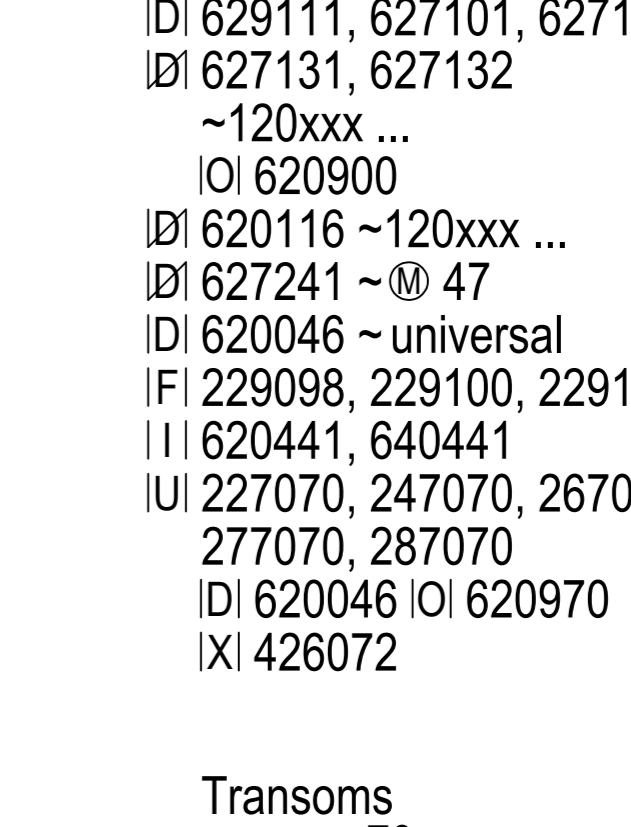 |D| 629111, 627101, 6271
|D̸| 627131, 627132
~120xxx ...
|O| 620900
|D̸| 620116 ~120xxx ...
|D̸| 627241 ~Ⓜ 47
|D| 620046 ~ universal
|F| 229098, 229100, 2291
|I| 620441, 640441
|U| 227070, 247070, 2670
277070, 287070
|D| 620046 |O| 620970
|X| 426072
Transoms